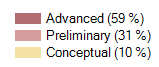 Advanced (59 %)
Preliminary (31 %)
Conceptual (10 %)